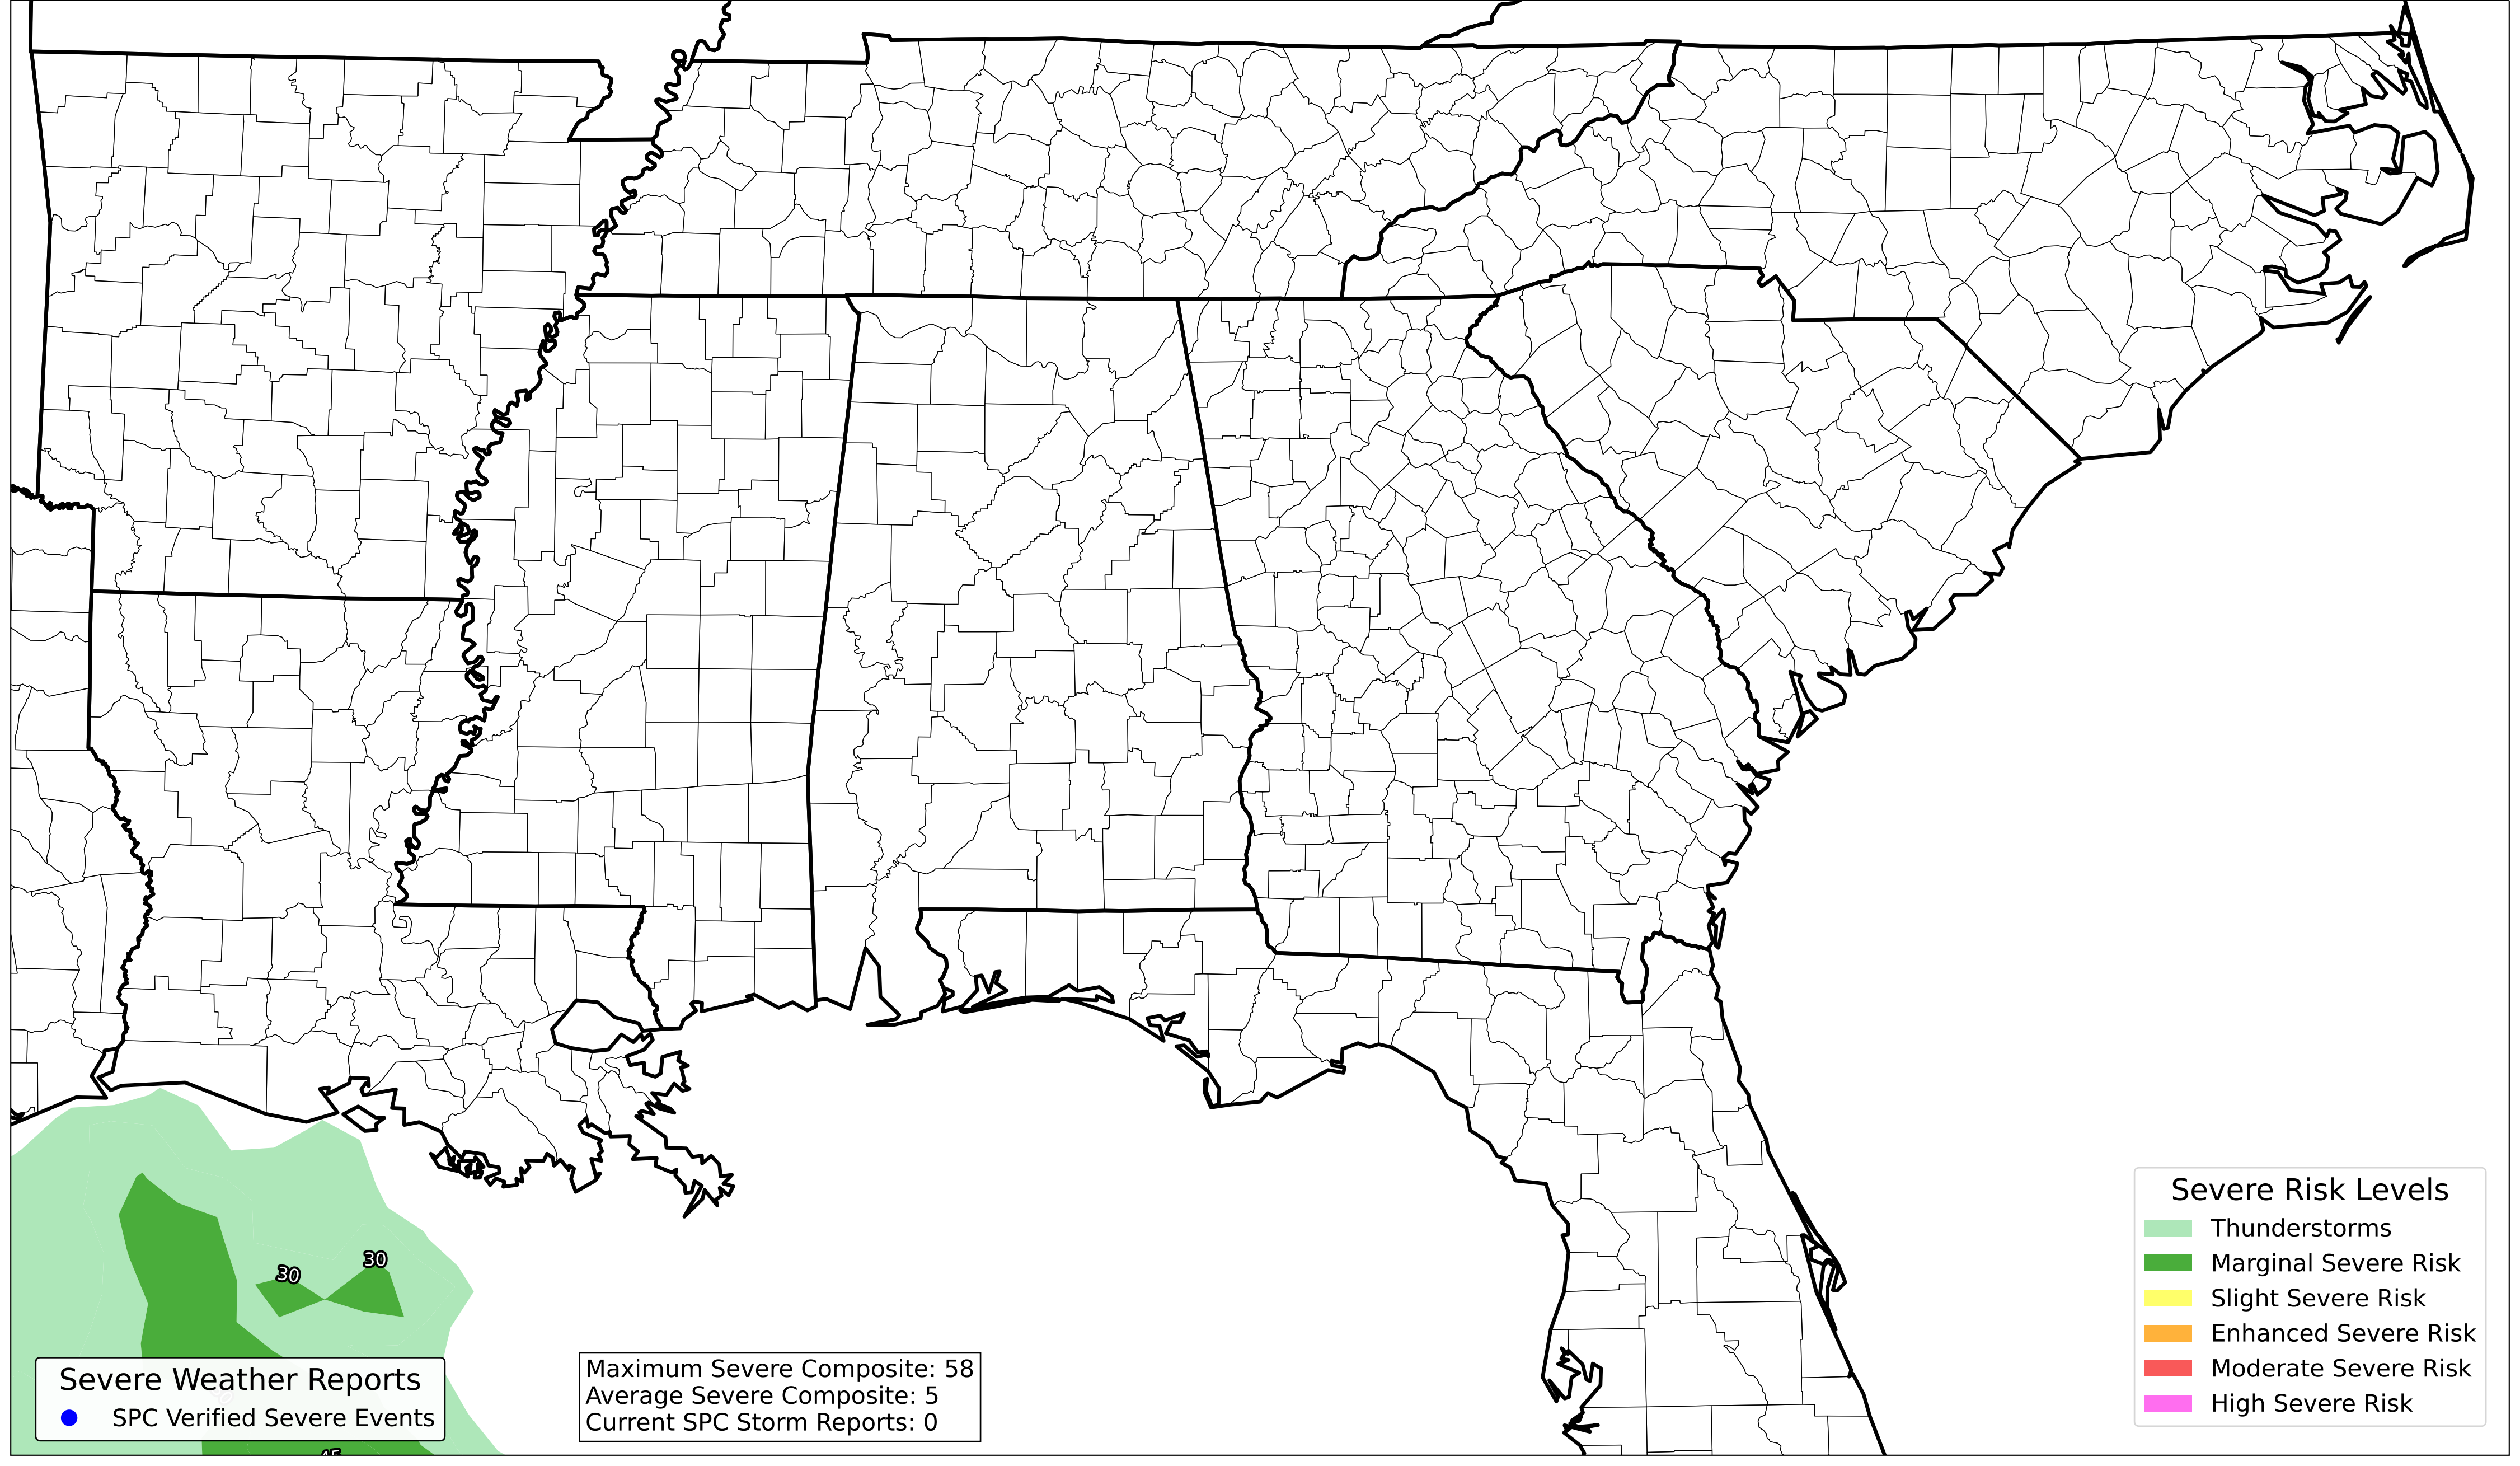 30
30
Severe Weather Reports
SPC Verified Severe Events
45
Maximum Severe Composite: 58
Average Severe Composite: 5
Current SPC Storm Reports: 0
Severe Risk Levels
Thunderstorms
Marginal Severe Risk
Slight Severe Risk
Enhanced Severe Risk
Moderate Severe Risk
High Severe Risk